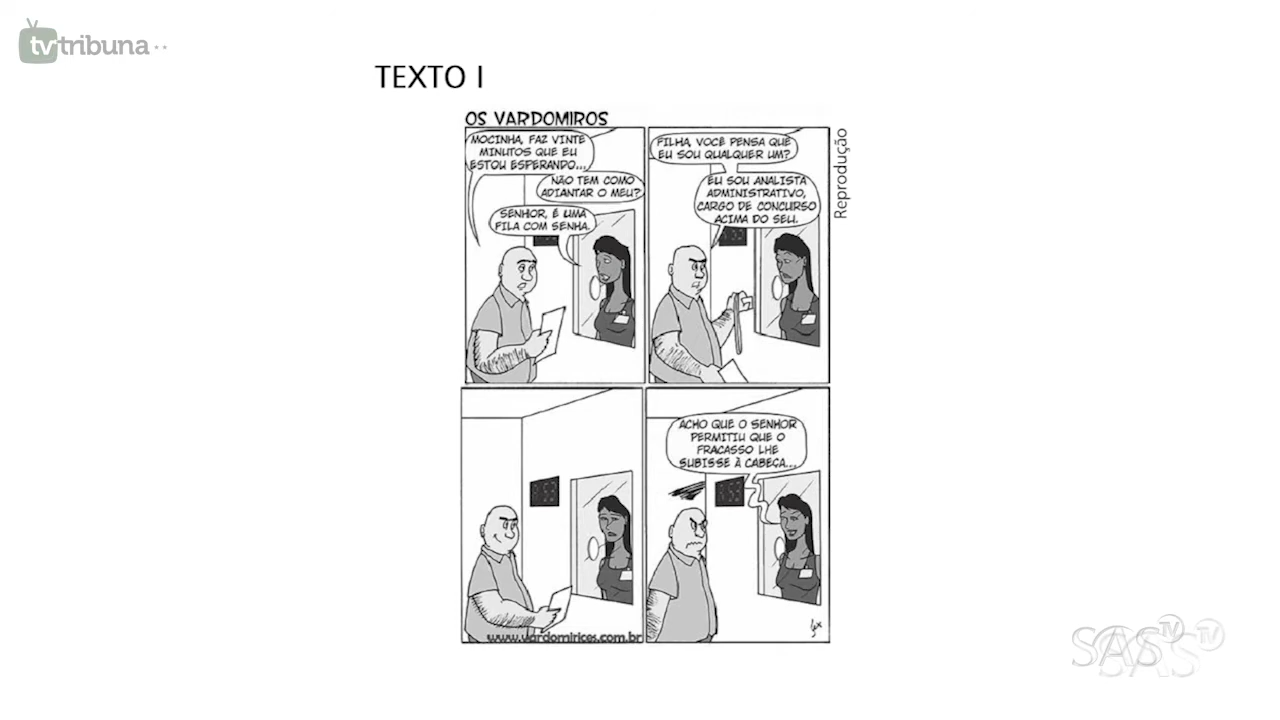 tvtribuna
TEXTO I
OS VARDOMIROS
MOCINHA, FAZ VINTE
MINUTOS QUE EU
ESTOU ESPERANDO...
NÃO TEM COMO
ADIANTAR O MEU?
SENHOR, É UMA
FILA COM SENHA.
FILHA, VOCÊ PENSA QUE
EU SOU QUALQUER UM?
EU SOU ANALISTA
ADMINISTRATIVO,
CARGO DE CONCURSO
ACIMA DO SEU.
Reprodução
ACHO QUE O SENHOR
PERMITIU QUE O
FRACASSO LHE
SUBISSE À CABEÇA...
www.vardomirices.com.br
SAS TV